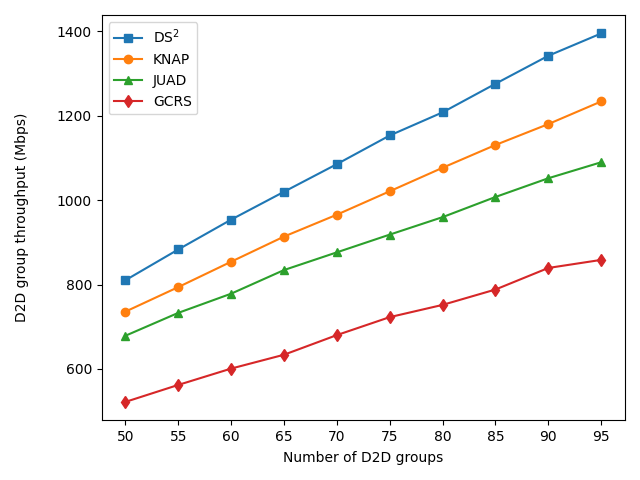 DS²
KNAP
JUAD
GCRS
D2D group throughput (Mbps)
1400
1200
1000
800
600
50 55 60 65 70 75 80 85 90 95
Number of D2D groups